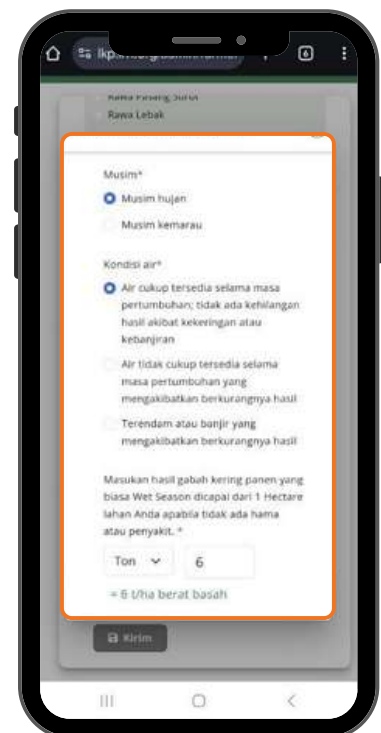 Rawa Pasang Surut
Rawa Lebak
Musim*
Musim hujan
Musim kemarau
Kondisi air*
Air cukup tersedia selama masa
pertumbuhan; tidak ada kehilangan
hasil akibat kekeringan atau
kebanjiran
Air tidak cukup tersedia selama
masa pertumbuhan yang
mengakibatkan berkurangnya hasil
Terendam atau banjir yang
mengakibatkan berkurangnya hasil
Masukan hasil gabah kering panen yang
biasa Wet Season dicapai dari 1 Hectare
lahan Anda apabila tidak ada hama
atau penyakit. *
Ton 6
= 6 t/ha berat basah
Kirim